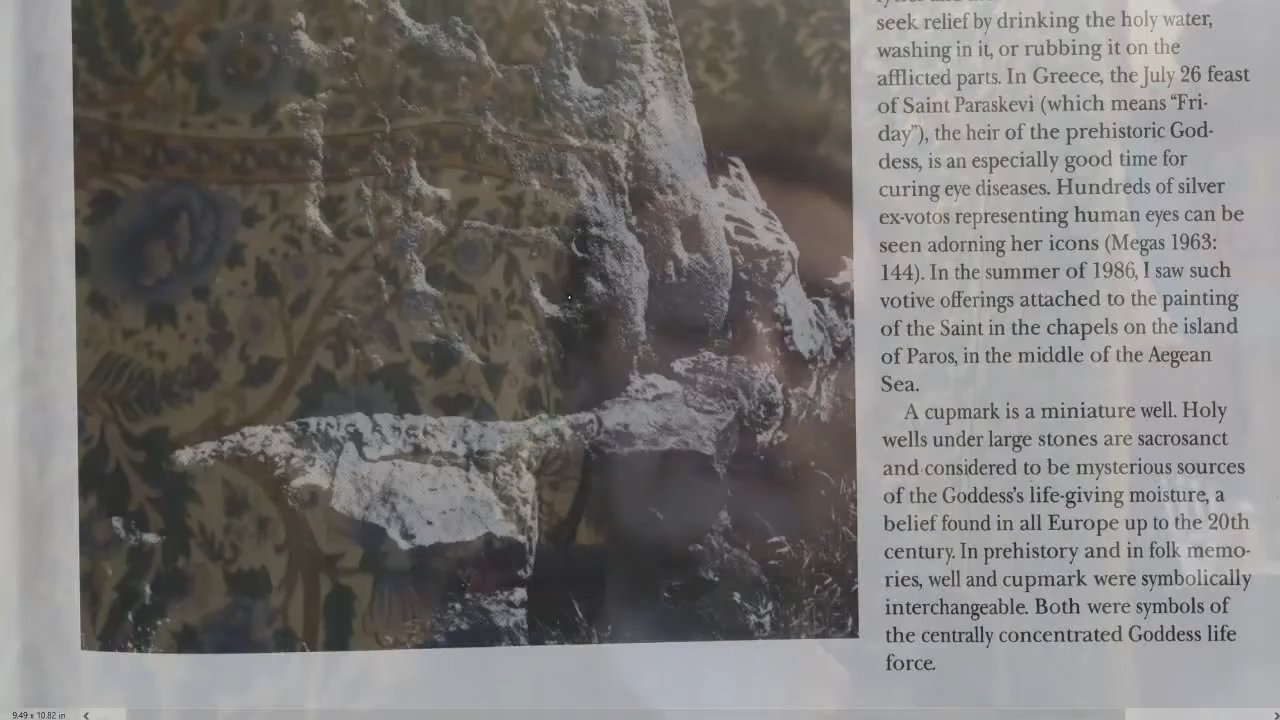 seek relief by drinking the holy water,
washing in it, or rubbing it on the
afflicted parts. In Greece, the July 26 feast
of Saint Paraskevi (which means “Fri-
day”), the heir of the prehistoric God-
dess, is an especially good time for
curing eye diseases. Hundreds of silver
ex-votos representing human eyes can be
seen adorning her icons (Megas 1963:
144). In the summer of 1986, I saw such
votive offerings attached to the painting
of the Saint in the chapels on the island
of Paros, in the middle of the Aegean
Sea.
A cupmark is a miniature well. Holy
wells under large stones are sacrosanct
and considered to be mysterious sources
of the Goddess’s life-giving moisture, a
belief found in all Europe up to the 20th
century. In prehistory and in folk memo-
ries, well and cupmark were symbolically
interchangeable. Both were symbols of
the centrally concentrated Goddess life
force.
9.49 x 10.82 in